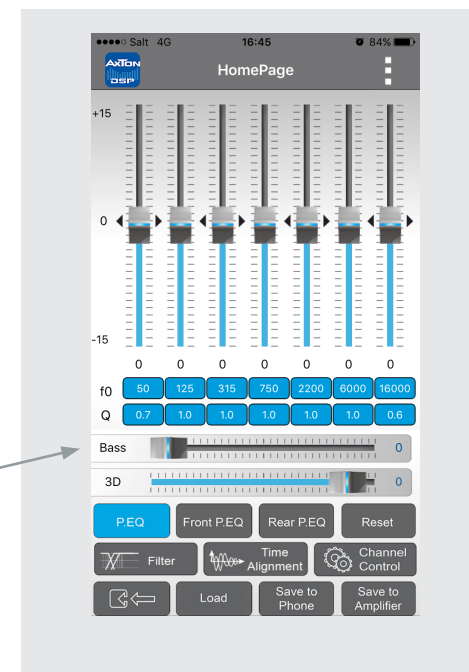 Salt 4G 16:45 84%
AXTON
DSP
HomePage
+15
0
-15
0 0 0 0 0 0 0
f0 50 125 315 750 2200 6000 16000
Q 0.7 1.0 1.0 1.0 1.0 1.0 0.6
Bass 0
3D 0
P.EQ Front P.EQ Rear P.EQ Reset
Filter Time Alignment Channel Control
Load Save to Phone Save to Amplifier